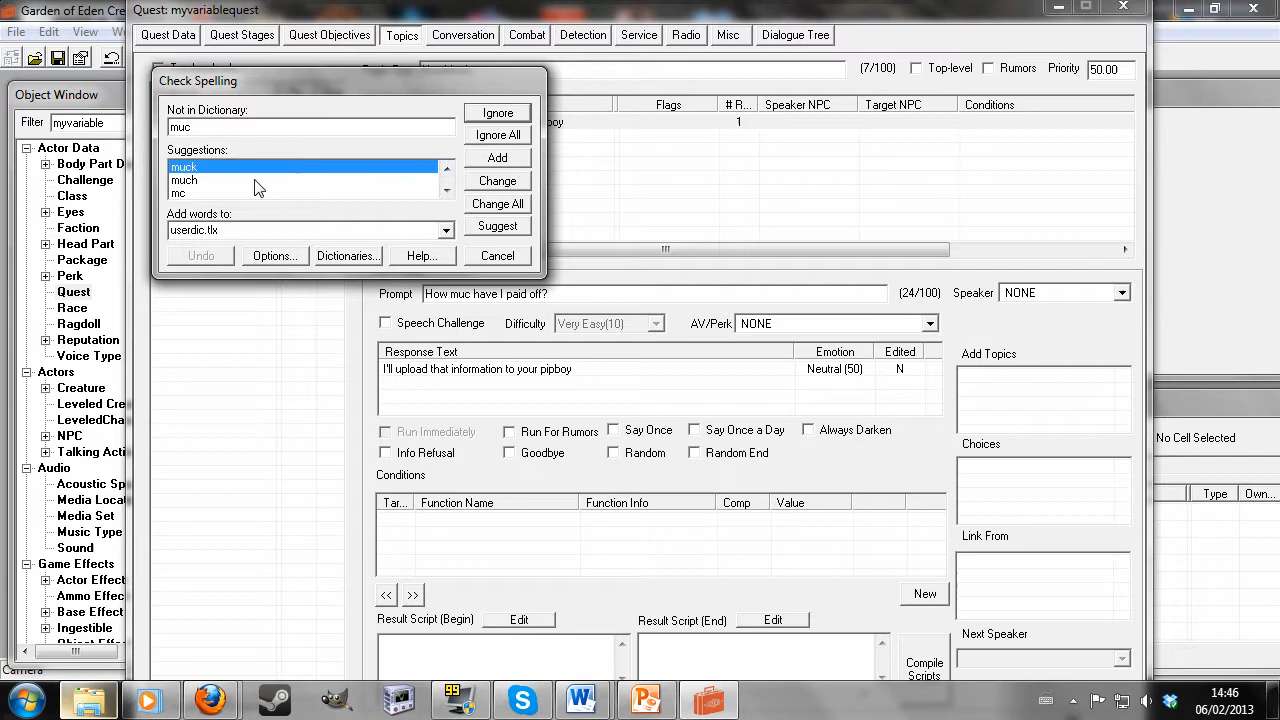 Garden of Eden Cre
Quest: myvariablequest
File Edit View
Quest Data Quest Stages Quest Objectives Topics Conversation Combat Detection Service Radio Misc Dialogue Tree
(7/100) Top-level Rumors Priority 50.00
Check Spelling
Object Window
Filter myvariable
Flags # R... Speaker NPC Target NPC Conditions
1
Not in Dictionary:
muc
Suggestions:
muck
much
mc
Add words to:
userdic.tlx
Ignore
Ignore All
Add
Change
Change All
Suggest
Undo Options... Dictionaries... Help... Cancel
Actor Data
Body Part D
Challenge
Class
Eyes
Faction
Head Part
Package
Perk
Quest
Race
Ragdoll
Reputation
Voice Type
Actors
Creature
Leveled Cre
LeveledCha
NPC
Talking Acti
Audio
Acoustic Sp
Media Locat
Media Set
Music Type
Sound
Game Effects
Actor Effect
Ammo Effe
Base Effect
Ingestible
Camera
Prompt How muc have I paid off? (24/100) Speaker NONE
Speech Challenge Difficulty Very Easy(10) AV/Perk NONE
Response Text Emotion Edited
I'll upload that information to your pipboy Neutral (50) N
Add Topics
Run Immediately Run For Rumors Say Once Say Once a Day Always Darken
Info Refusal Goodbye Random Random End
Choices
Conditions
Tar... Function Name Function Info Comp Value
Link From
<< >> New
Result Script (Begin) Edit Result Script (End) Edit
Next Speaker
Compile
Scripts
No Cell Selected
Type Own...
99
14:46
06/02/2013